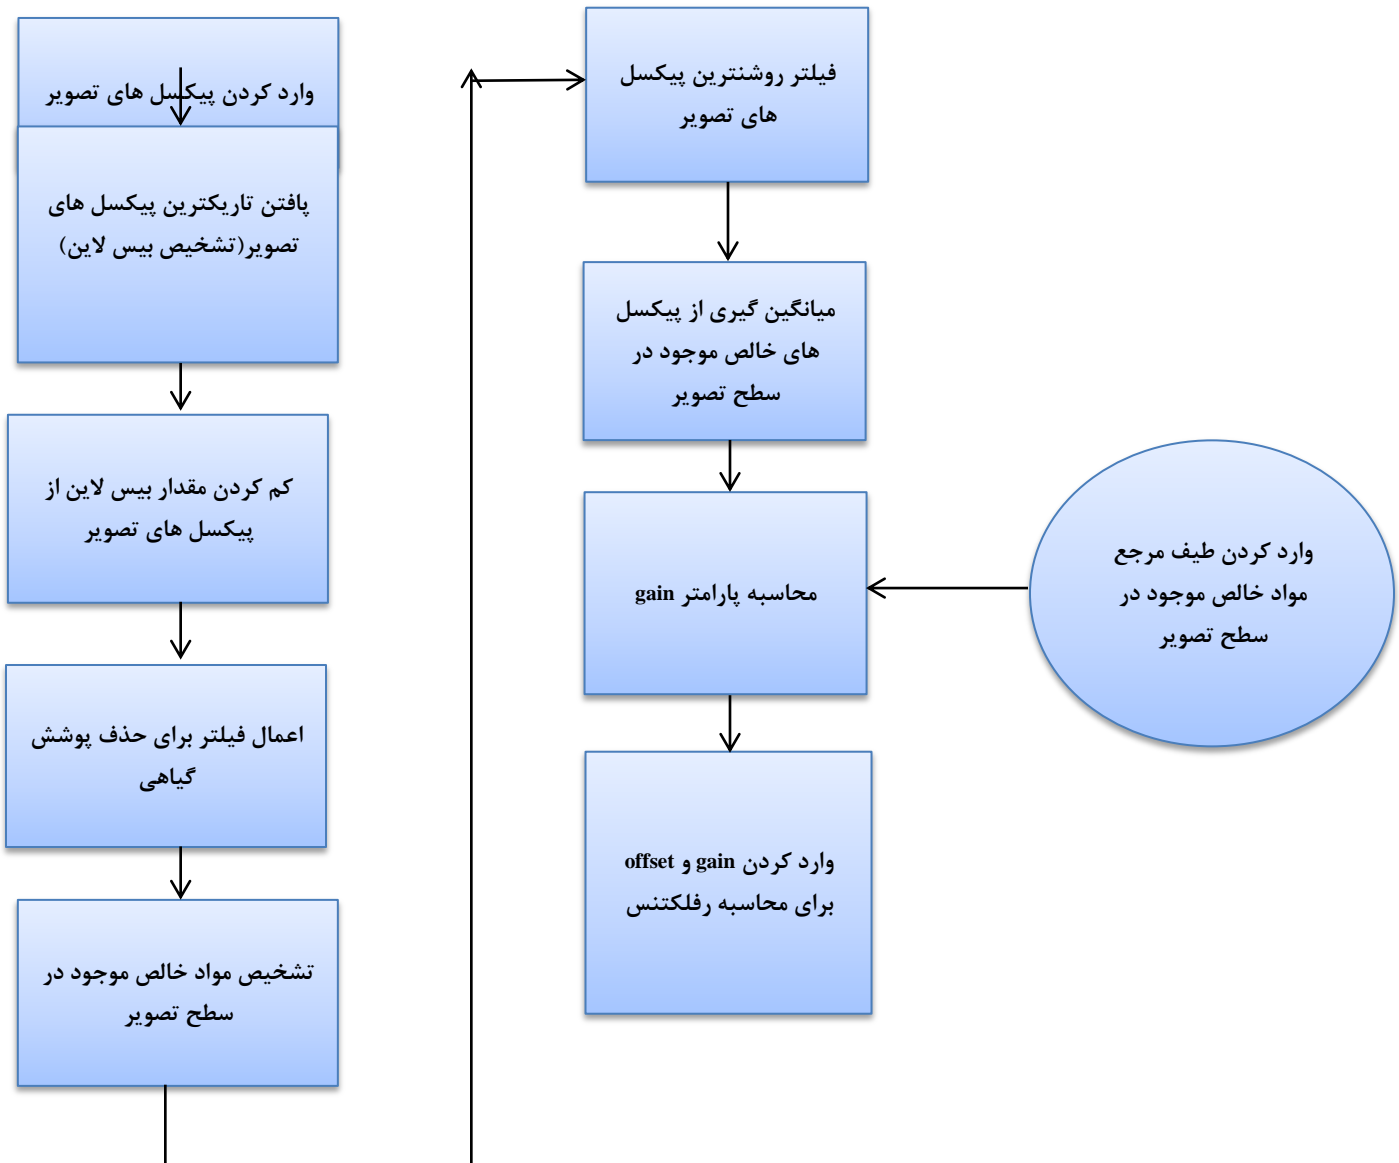 وارد کردن پیکسل های تصویر
پافتن تاریکترین پیکسل های
تصویر(تشخیص بیس لاین)
کم کردن مقدار بیس لاین از
پیکسل های تصویر
اعمال فیلتر برای حذف پوشش
گیاهی
تشخیص مواد خالص موجود در
سطح تصویر
فیلتر روشنترین پیکسل
های تصویر
میانگین گیری از پیکسل
های خالص موجود در
سطح تصویر
محاسبه پارامتر gain
وارد کردن gain و offset
برای محاسبه رفلکتنس
وارد کردن طیف مرجع
مواد خالص موجود در
سطح تصویر